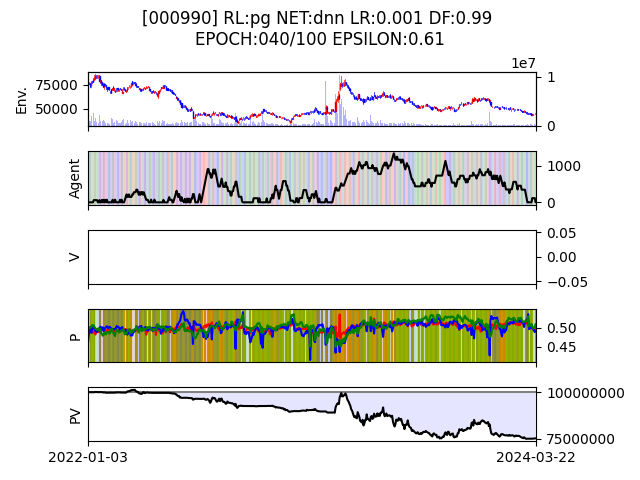 [000990] RL:pg NET:dnn LR:0.001 DF:0.99
EPOCH:040/100 EPSILON:0.61
1e7
Env.
75000
50000
1
0
Agent
1000
0
V
0.05
0.00
−0.05
P
0.50
0.45
PV
100000000
75000000
2022-01-03
2024-03-22